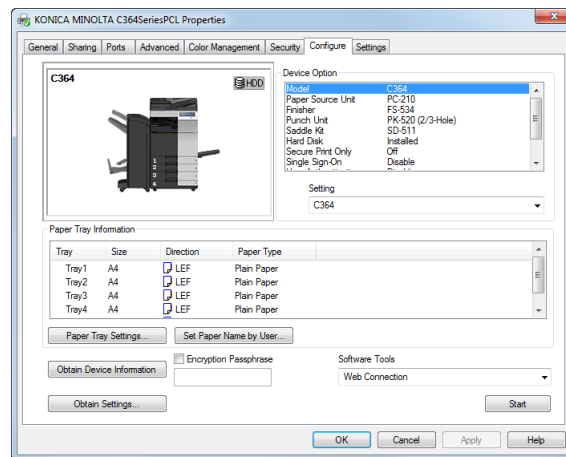 KONICA MINOLTA C364SeriesPCL Properties
General Sharing Ports Advanced Color Management Security Configure Settings
C364
HDD
Device Option
Model C364
Paper Source Unit PC-210
Finisher FS-534
Punch Unit PK-520 (2/3-Hole)
Saddle Kit SD-511
Hard Disk Installed
Secure Print Only Off
Single Sign-On Disable
Setting
C364
Paper Tray Information
Tray Size Direction Paper Type
Tray1 A4 LEF Plain Paper
Tray2 A4 LEF Plain Paper
Tray3 A4 LEF Plain Paper
Tray4 A4 LEF Plain Paper
Paper Tray Settings... Set Paper Name by User...
Obtain Device Information
Encryption Passphrase
Software Tools
Web Connection
Obtain Settings...
Start
OK Cancel Apply Help